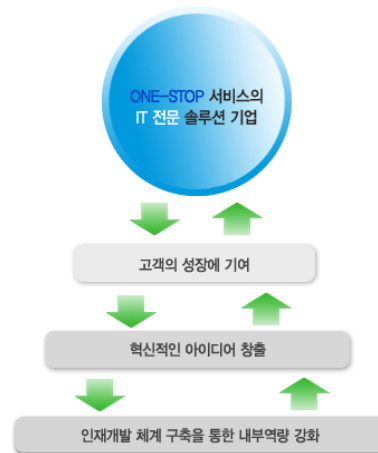 ONE-STOP 서비스의
IT 전문 솔루션 기업
고객의 성장에 기여
혁신적인 아이디어 창출
인재개발 체계 구축을 통한 내부역량 강화